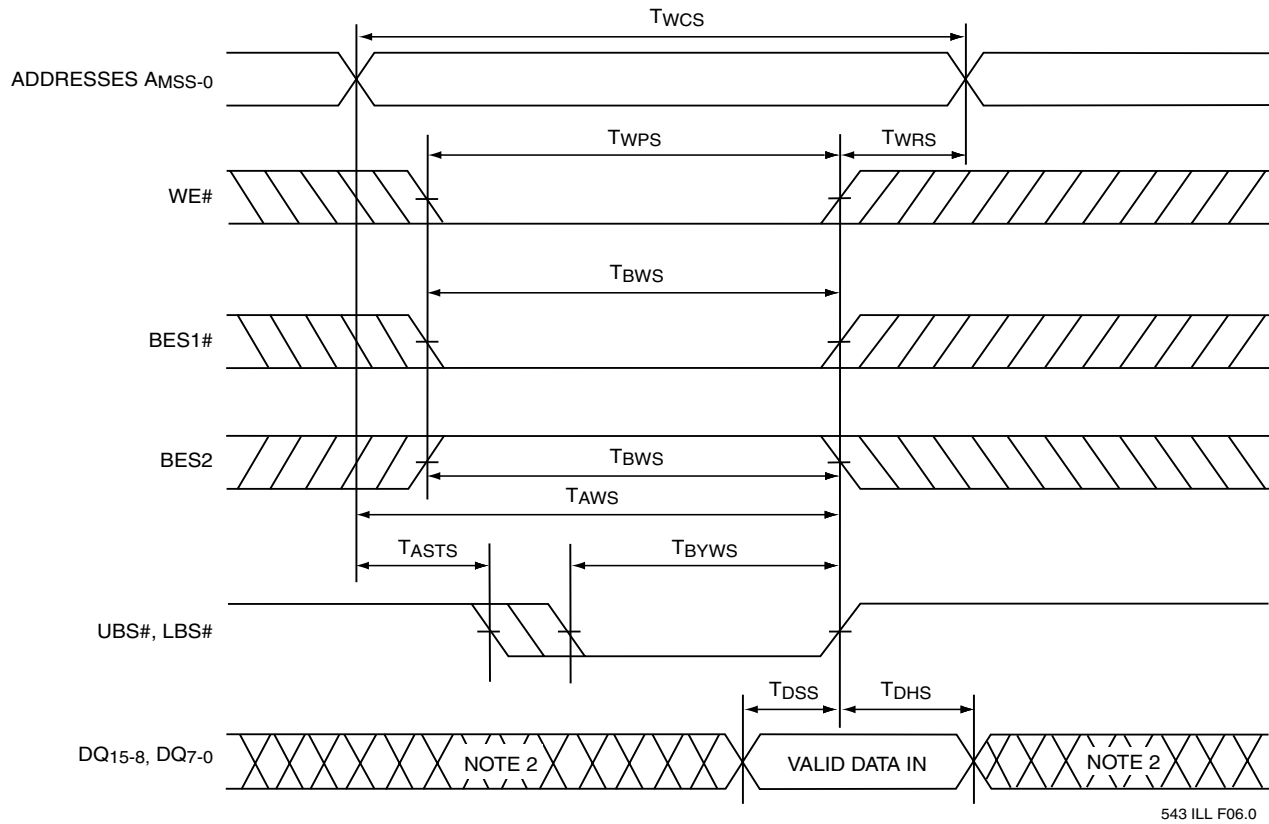 TWCS
ADDRESSES AMSS-0
TWPS
TWRS
WE#
TBWS
BES1#
BES2
TBWS
TAWS
TASTS
TBYWS
UBS#, LBS#
TDSS
TDHS
DQ15-8, DQ7-0
NOTE 2
VALID DATA IN
NOTE 2
543 ILL F06.0